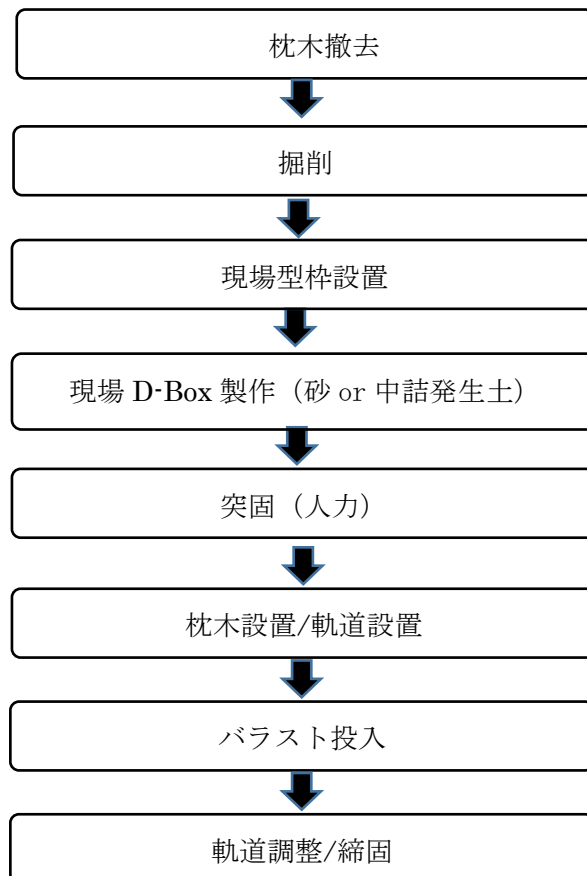 枕木撤去
掘削
現場型枠設置
現場 D-Box 製作（砂 or 中詰発生土）
突固（人力）
枕木設置/軌道設置
バラスト投入
軌道調整/締固